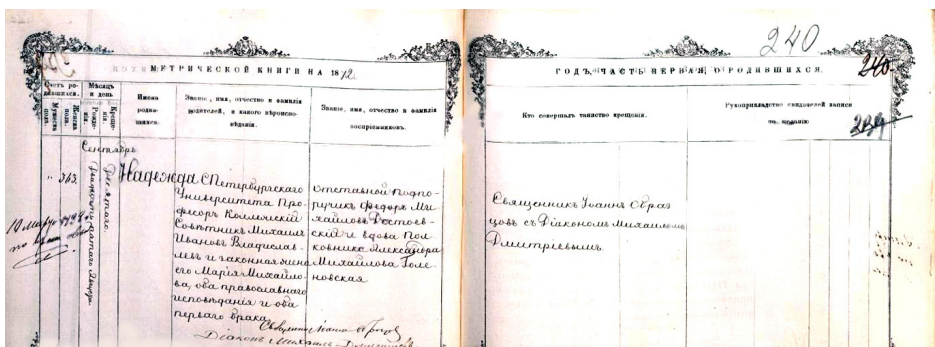 240
МЕТРИЧЕСКОЙ КНИГИ НА 1872
ГОДЪ, ЧАСТЬ ПЕРВАЯ, О РОДИВШИХСЯ.
240
Счетъ родившихся.
Мужеска пола.
Женска пола.
Мѣсяцъ и день
Рожденія.
Крещенія.
Имена родившихся.
Званіе, имя, отчество и фамилія
родителей, и какого вѣроисповѣданія.
Званіе, имя, отчество и фамилія
воспріемниковъ.
Кто совершалъ таинство крещенія.
Рукоприкладство свидѣтелей записи
по желанію
Сентябрь
363.
Десятаго.
Надежда
С Петербургскаго
Университета Профессоръ
Совѣтникъ Михаилъ
Ивановъ Владиславлевъ
и законная жена
его Марія Михайлова,
оба православнаго
исповѣданія и оба
перваго брака.
Отставной Подпоручикъ
Федоръ Михайловъ
Достоевскій
и вдова Полковника
Александра
Михайлова Голеновская
Священникъ Іоаннъ Образцовъ
съ Діакономъ Михаиломъ
Дмитріевымъ.
Священникъ Іоаннъ Образцовъ
Діаконъ Михаилъ Дмитріевъ